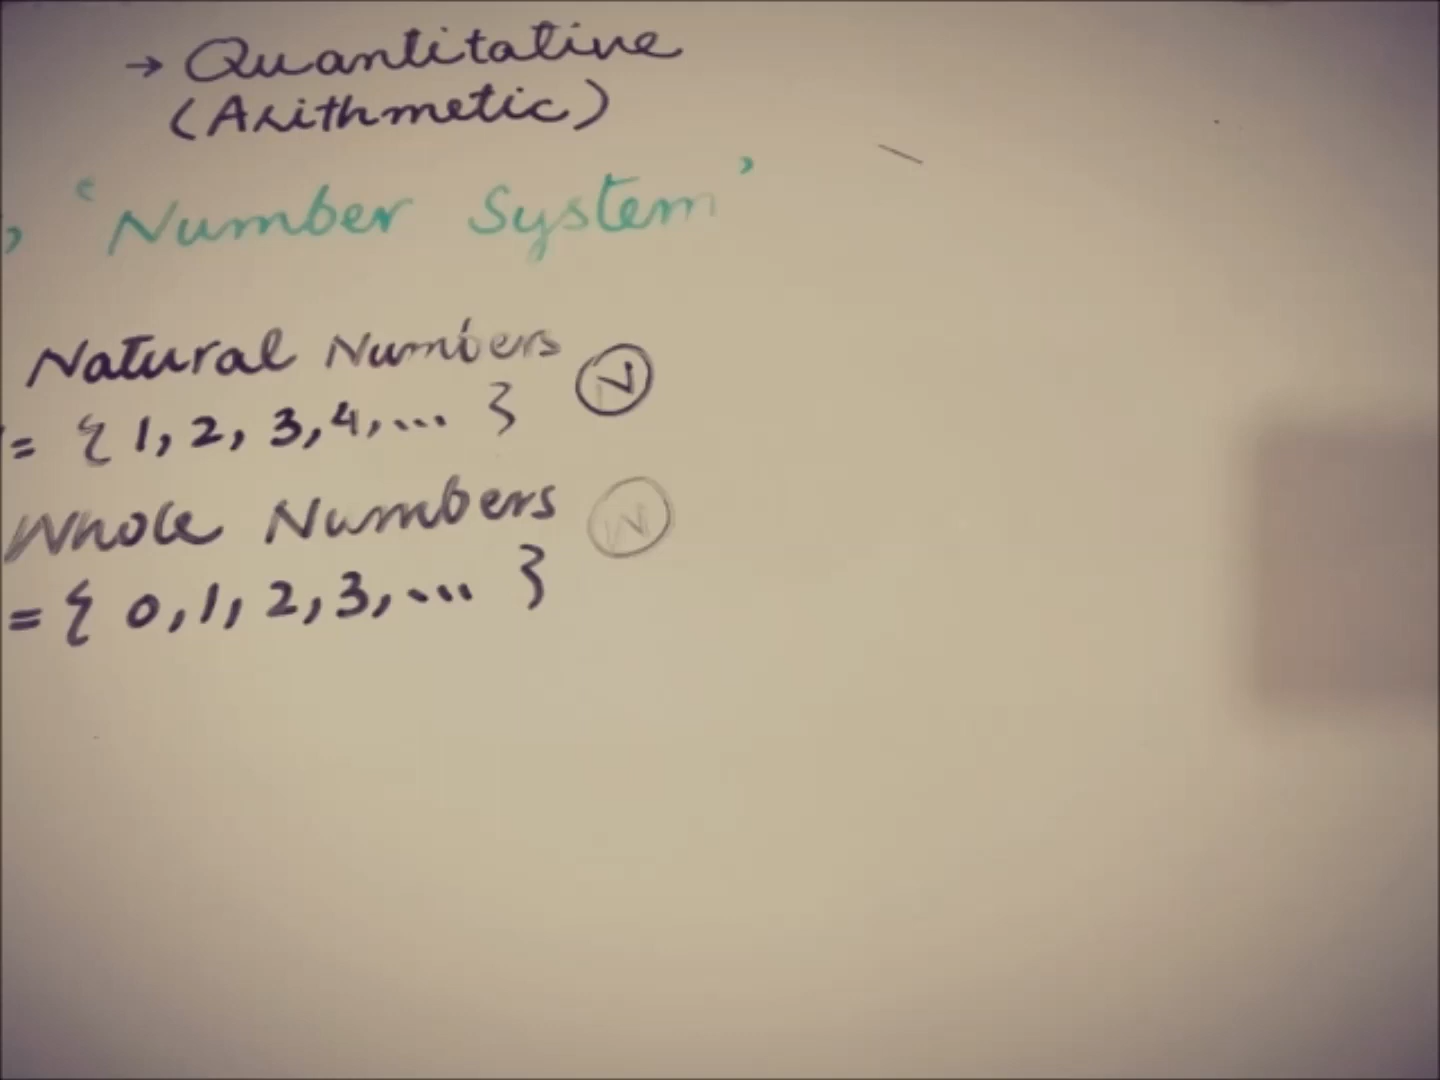 → Quantitative
(Arithmetic)
, 'Number System'
Natural Numbers N
= { 1, 2, 3, 4, ... }
Whole Numbers W
= { 0, 1, 2, 3, ... }